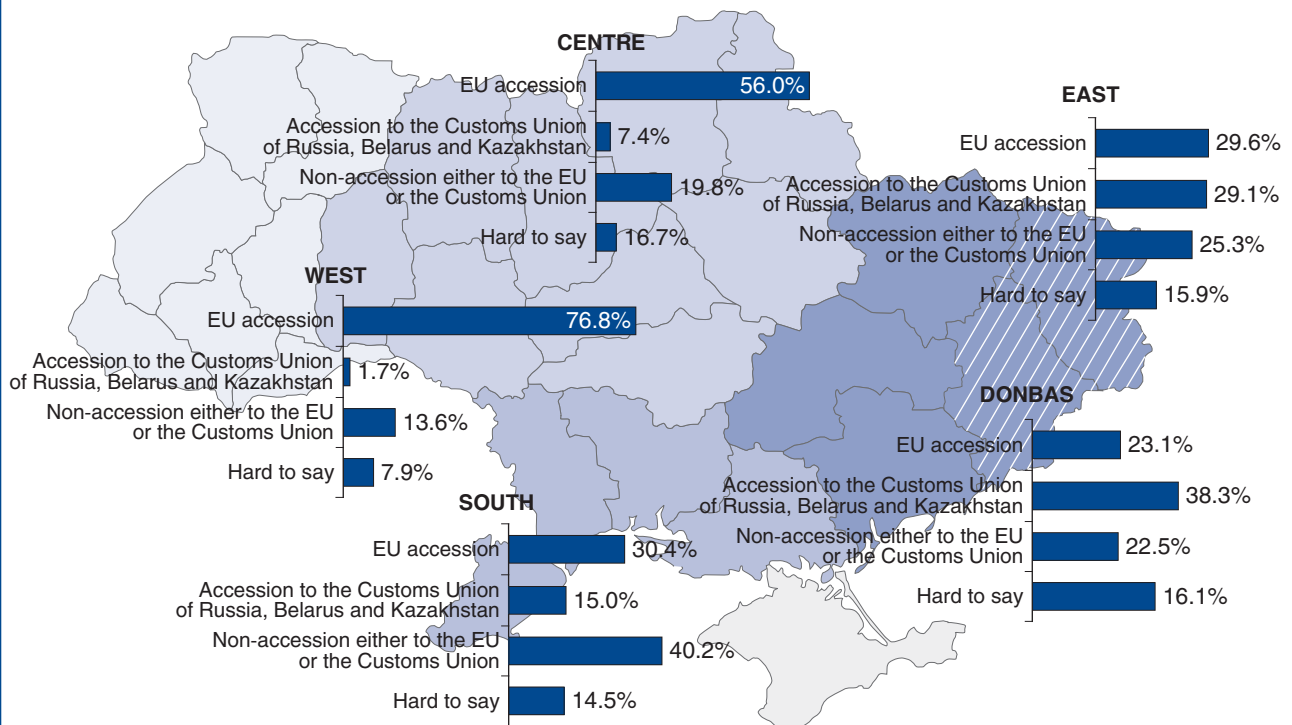 CENTRE
EU accession
56.0%
Accession to the Customs Union
of Russia, Belarus and Kazakhstan
7.4%
Non-accession either to the EU
or the Customs Union
19.8%
Hard to say
16.7%
EAST
EU accession
29.6%
Accession to the Customs Union
of Russia, Belarus and Kazakhstan
29.1%
Non-accession either to the EU
or the Customs Union
25.3%
Hard to say
15.9%
WEST
EU accession
76.8%
Accession to the Customs Union
of Russia, Belarus and Kazakhstan
1.7%
Non-accession either to the EU
or the Customs Union
13.6%
Hard to say
7.9%
DONBAS
EU accession
23.1%
Accession to the Customs Union
of Russia, Belarus and Kazakhstan
38.3%
Non-accession either to the EU
or the Customs Union
22.5%
Hard to say
16.1%
SOUTH
EU accession
30.4%
Accession to the Customs Union
of Russia, Belarus and Kazakhstan
15.0%
Non-accession either to the EU
or the Customs Union
40.2%
Hard to say
14.5%